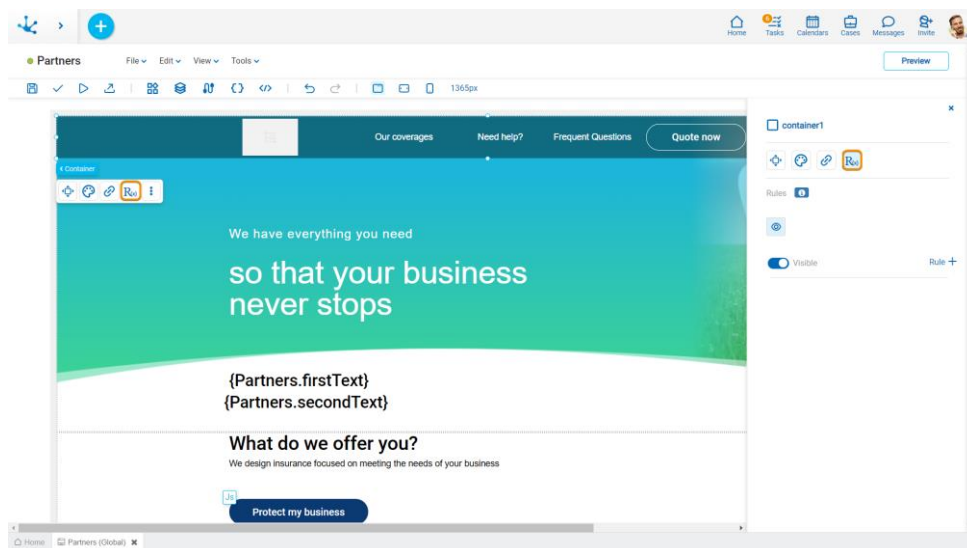 Home
6
Tasks
Calendars
Cases
Messages
Invite
Partners
File
Edit
View
Tools
Preview
1365px
Our coverages
Need help?
Frequent Questions
Quote now
Container
R(x)
We have everything you need
so that your business
never stops
{Partners.firstText}
{Partners.secondText}
What do we offer you?
We design insurance focused on meeting the needs of your business
Js
Protect my business
container1
R(x)
Rules
Visible
Rule +
Home
Partners (Global)